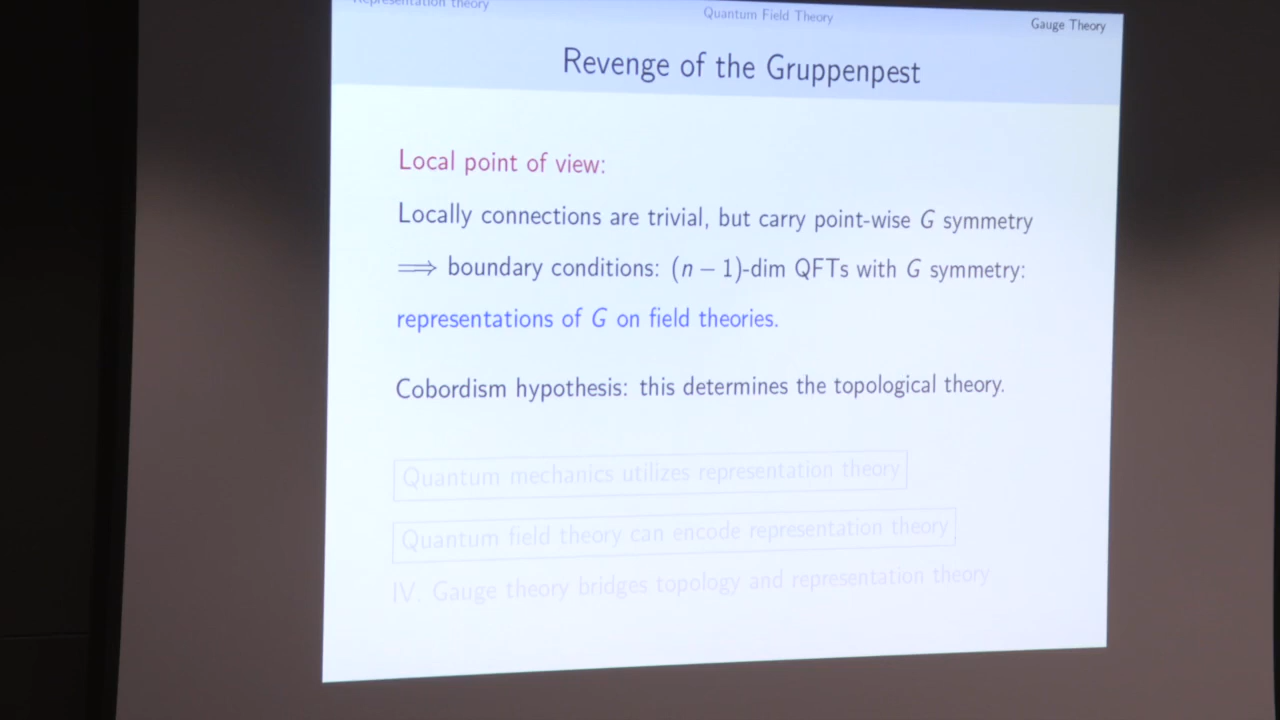 Representation theory
Quantum Field Theory
Gauge Theory
Revenge of the Gruppenpest
Local point of view:
Locally connections are trivial, but carry point-wise G symmetry
⟹ boundary conditions: (n − 1)-dim QFTs with G symmetry:
representations of G on field theories.
Cobordism hypothesis: this determines the topological theory.
Quantum mechanics utilizes representation theory
Quantum field theory can encode representation theory
IV. Gauge theory bridges topology and representation theory